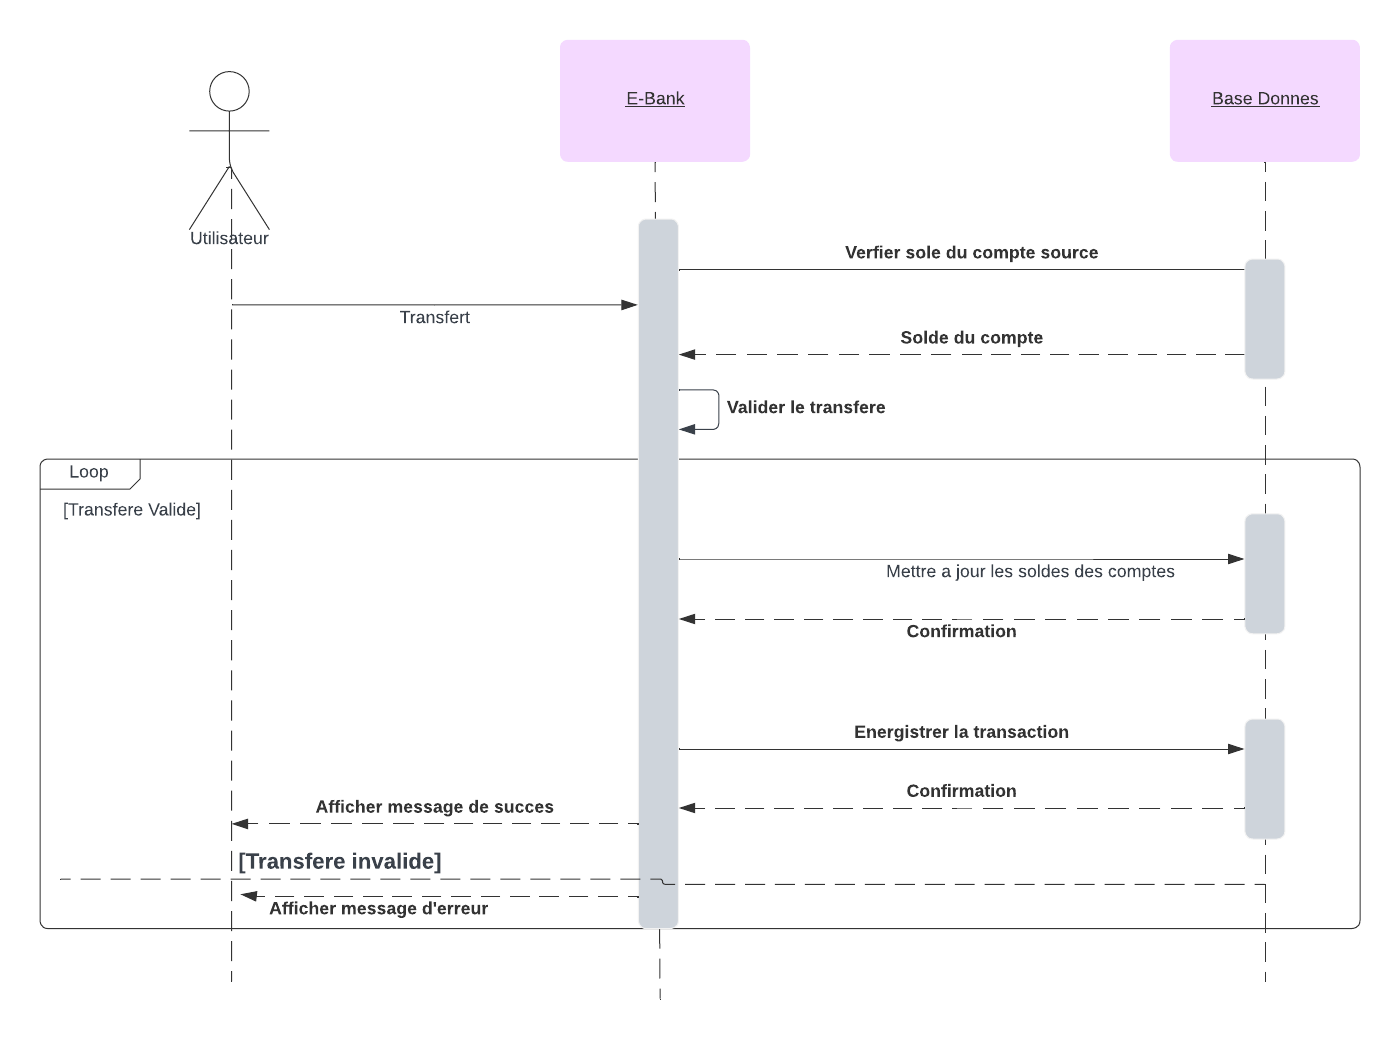 E-Bank
Base Donnes
Utilisateur
Verfier sole du compte source
Transfert
Solde du compte
Valider le transfere
Loop
[Transfere Valide]
Mettre a jour les soldes des comptes
Confirmation
Energistrer la transaction
Confirmation
Afficher message de succes
[Transfere invalide]
Afficher message d'erreur